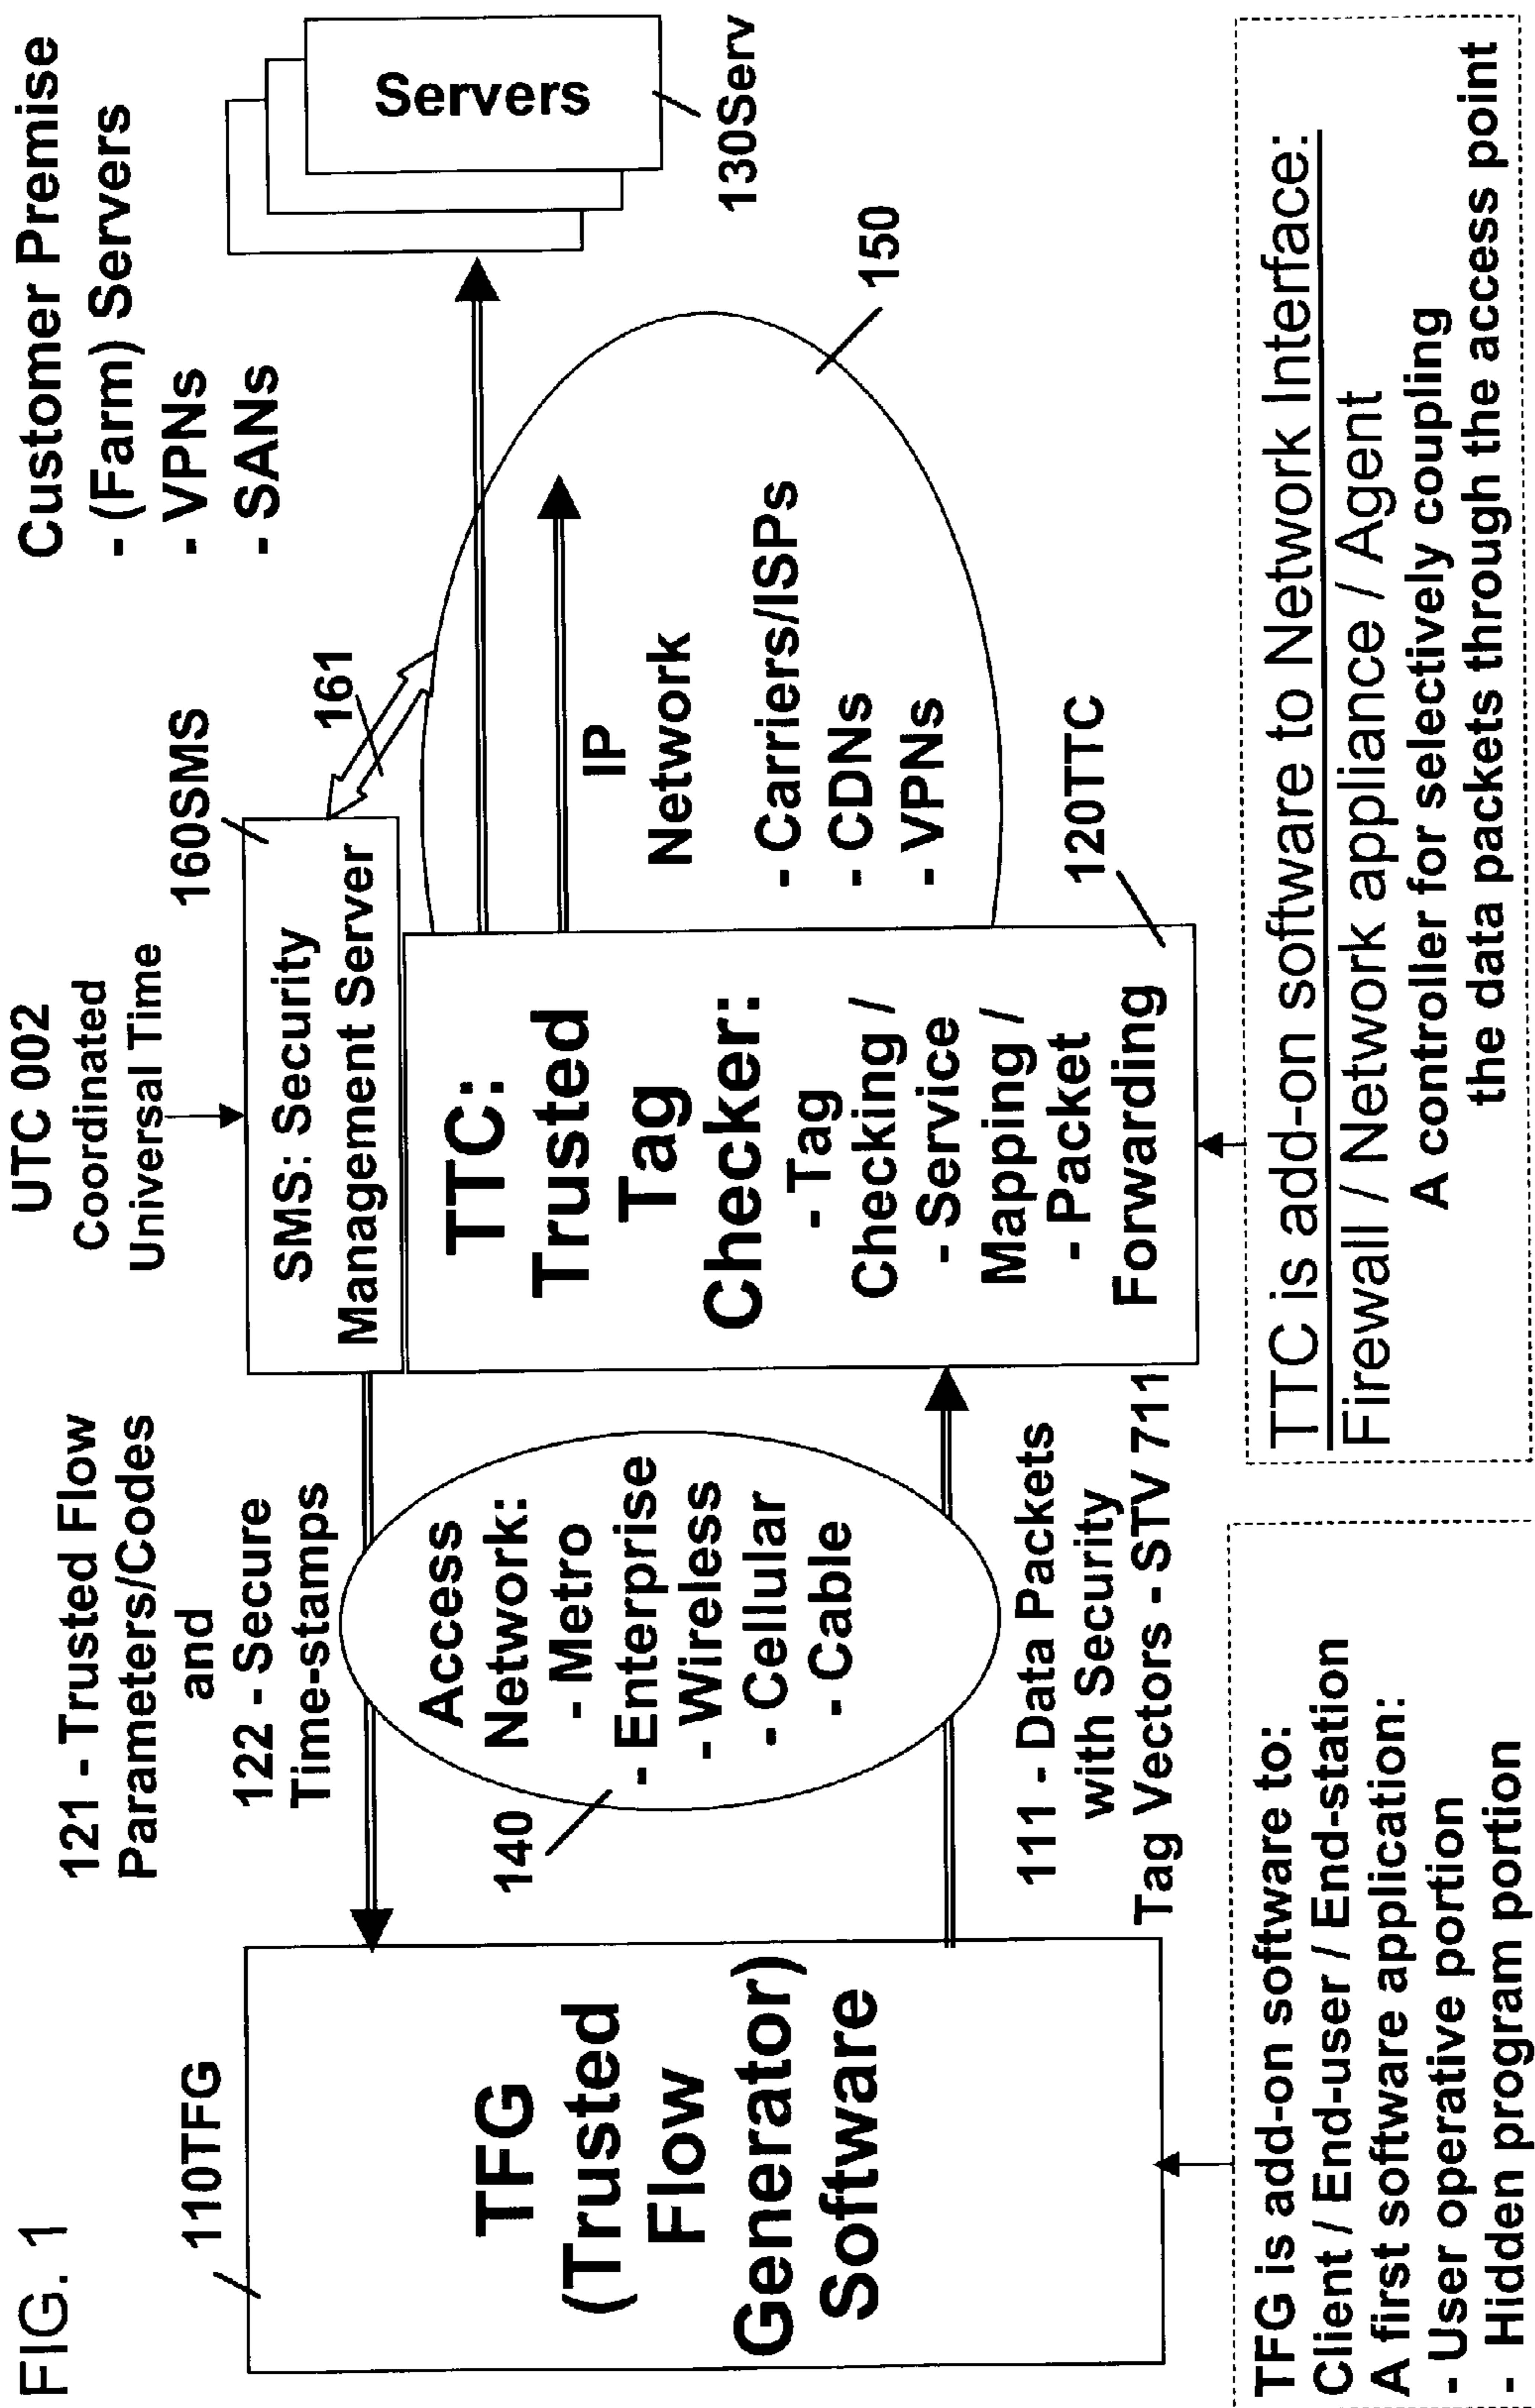 FIG. 1
110TFG
TFG
(Trusted
Flow
Generator)
Software
TFG is add-on software to:
Client / End-user / End-station
A first software application:
- User operative portion
- Hidden program portion
121 - Trusted Flow
Parameters/Codes
and
122 - Secure
Time-stamps
140
Access
Network:
- Metro
- Enterprise
- Wireless
- Cellular
- Cable
111 - Data Packets
with Security
Tag Vectors - STV 711
UTC 002
Coordinated
Universal Time
160SMS
SMS: Security
Management Server
161
TTC:
Trusted
Tag
Checker:
- Tag
Checking /
- Service
Mapping /
- Packet
Forwarding
120TTC
IP
Network
- Carriers/ISPs
- CDNs
- VPNs
150
Customer Premise
- (Farm) Servers
- VPNs
- SANs
Servers
130Serv
TTC is add-on software to Network Interface:
Firewall / Network appliance / Agent
A controller for selectively coupling
the data packets through the access point